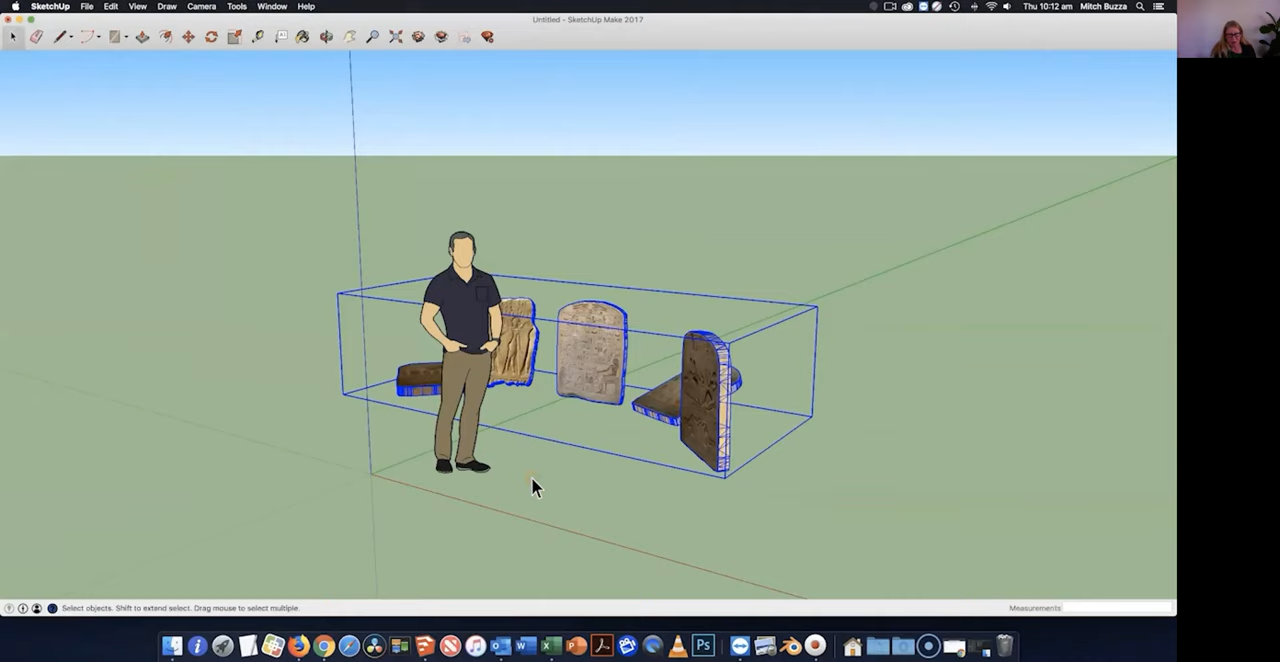 SketchUp File Edit View Draw Camera Tools Window Help Thu 10:12 am Mitch Buzza
Untitled - SketchUp Make 2017
Select objects. Shift to extend select. Drag mouse to select multiple. Measurements
Ps